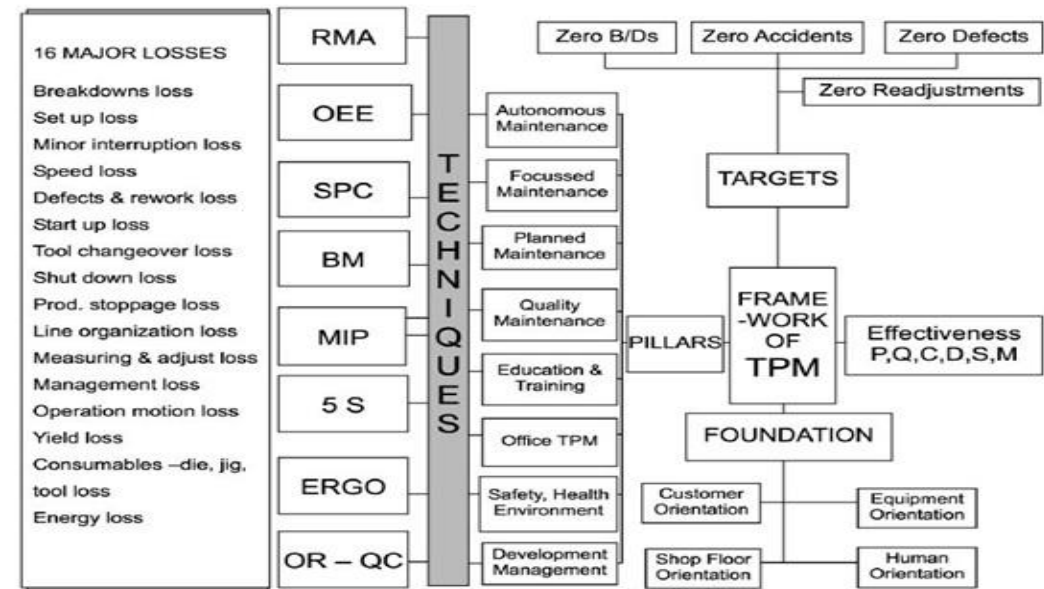 16 MAJOR LOSSES
Breakdowns loss
Set up loss
Minor interruption loss
Speed loss
Defects & rework loss
Start up loss
Tool changeover loss
Shut down loss
Prod. stoppage loss
Line organization loss
Measuring & adjust loss
Management loss
Operation motion loss
Yield loss
Consumables –die, jig,
tool loss
Energy loss
RMA
OEE
SPC
BM
MIP
5 S
ERGO
OR – QC
TECHNIQUES
Autonomous
Maintenance
Focussed
Maintenance
Planned
Maintenance
Quality
Maintenance
Education &
Training
Office TPM
Safety, Health
Environment
Development
Management
PILLARS
Zero B/Ds
Zero Accidents
Zero Defects
Zero Readjustments
TARGETS
FRAME
-WORK
OF
TPM
Effectiveness
P,Q,C,D,S,M
FOUNDATION
Customer
Orientation
Equipment
Orientation
Shop Floor
Orientation
Human
Orientation